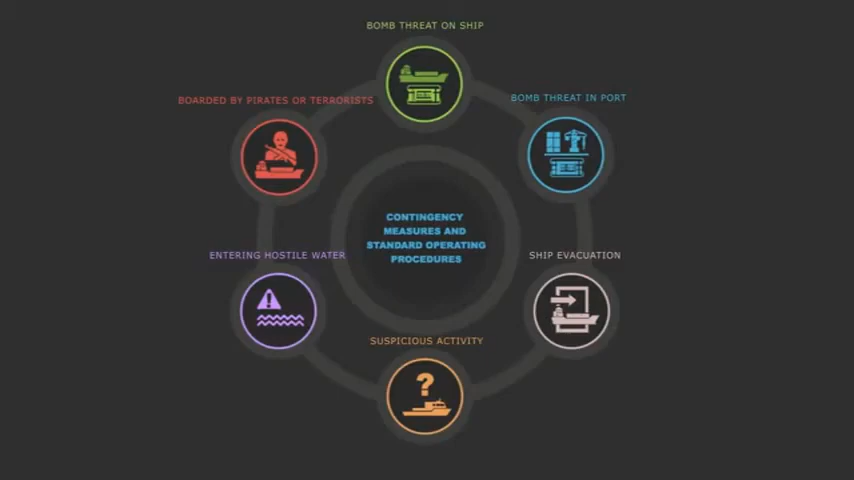 BOMB THREAT ON SHIP
BOARDED BY PIRATES OR TERRORISTS
BOMB THREAT IN PORT
CONTINGENCY
MEASURES AND
STANDARD OPERATING
PROCEDURES
ENTERING HOSTILE WATER
SHIP EVACUATION
SUSPICIOUS ACTIVITY
?